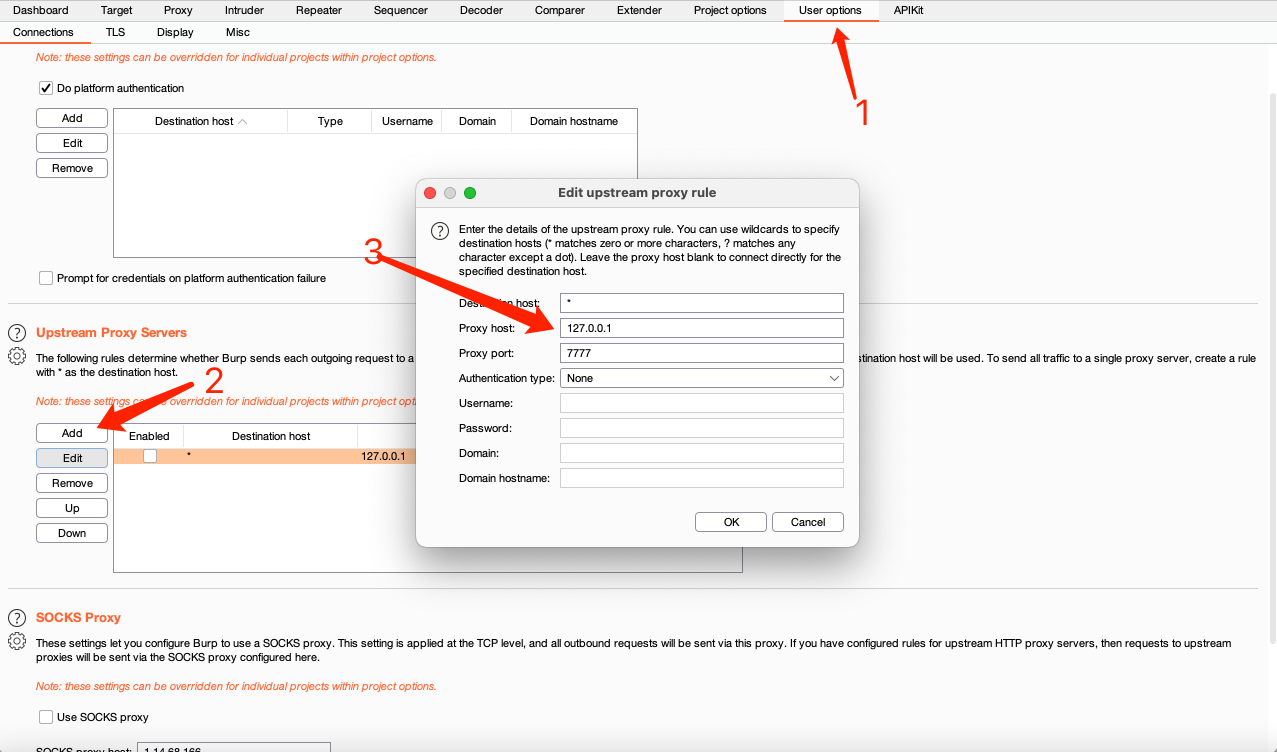 Dashboard Target Proxy Intruder Repeater Sequencer Decoder Comparer Extender Project options User options APIKit
Connections TLS Display Misc
Note: these settings can be overridden for individual projects within project options.
1
Do platform authentication
Add
Edit
Remove
Destination host Type Username Domain Domain hostname
Prompt for credentials on platform authentication failure
3
Edit upstream proxy rule
Enter the details of the upstream proxy rule. You can use wildcards to specify
destination hosts (* matches zero or more characters, ? matches any
character except a dot). Leave the proxy host blank to connect directly for the
specified destination host.
Destination host: *
Proxy host: 127.0.0.1
Proxy port: 7777
Authentication type: None
Username:
Password:
Domain:
Domain hostname:
OK Cancel
Upstream Proxy Servers
The following rules determine whether Burp sends each outgoing request to a
stination host will be used. To send all traffic to a single proxy server, create a rule
with * as the destination host.
2
Note: these settings can be overridden for individual projects within project opti
Add
Edit
Remove
Up
Down
Enabled Destination host
* 127.0.0.1
SOCKS Proxy
These settings let you configure Burp to use a SOCKS proxy. This setting is applied at the TCP level, and all outbound requests will be sent via this proxy. If you have configured rules for upstream HTTP proxy servers, then requests to upstream
proxies will be sent via the SOCKS proxy configured here.
Note: these settings can be overridden for individual projects within project options.
Use SOCKS proxy
SOCKS proxy host: 1.14.68.166